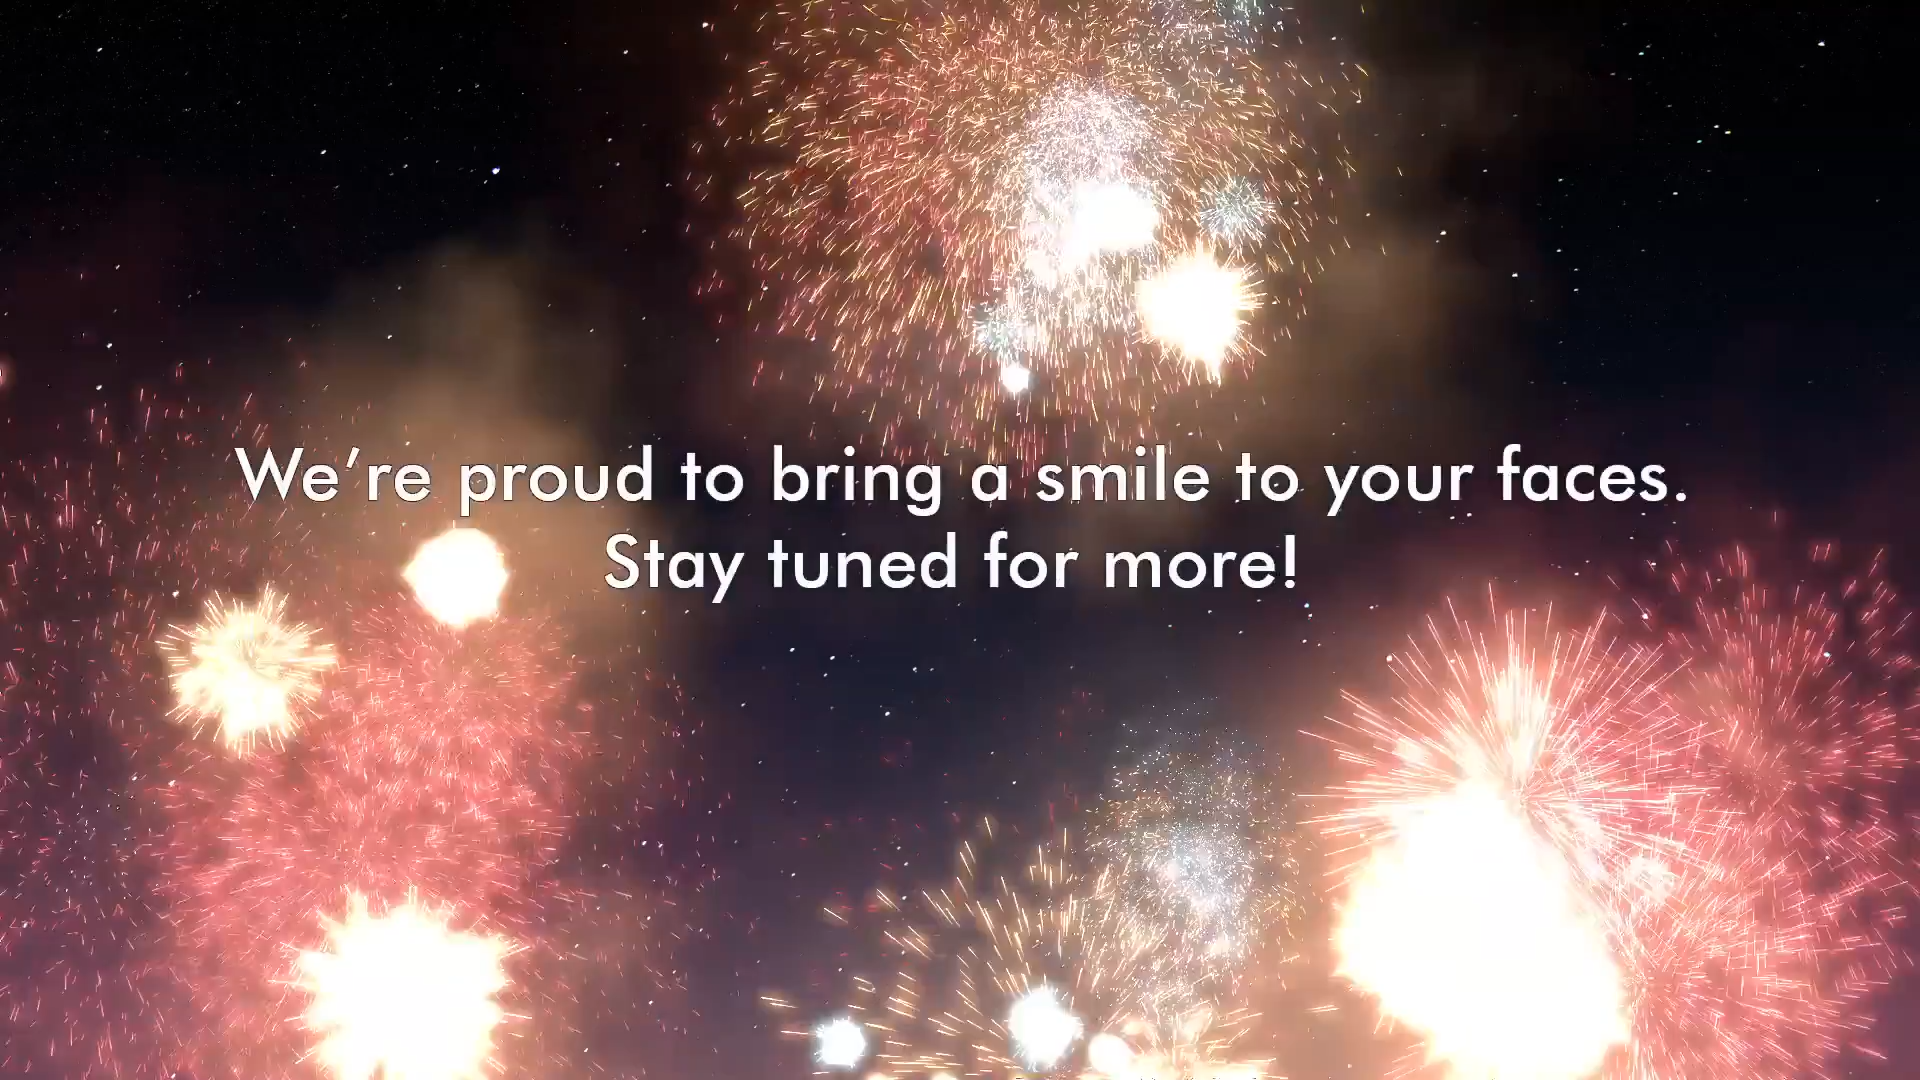 We’re proud to bring a smile to your faces.
Stay tuned for more!